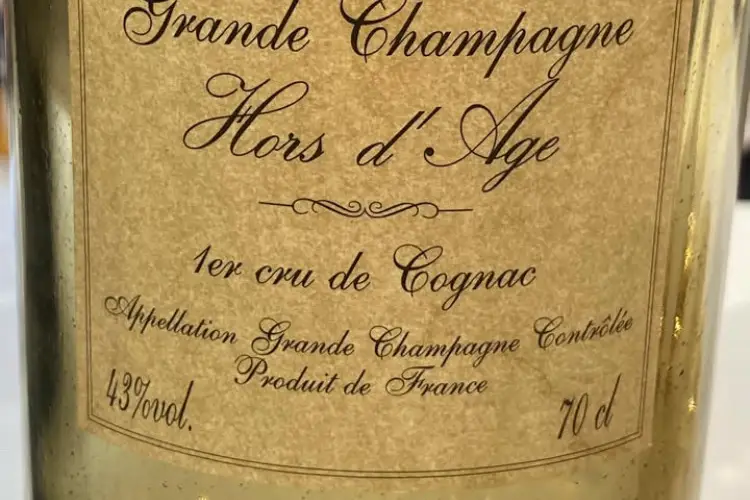 Grande Champagne
Hors d'Age
1er cru de Cognac
Appellation Grande Champagne Contrôlée
Produit de France
43%vol.
70 cl